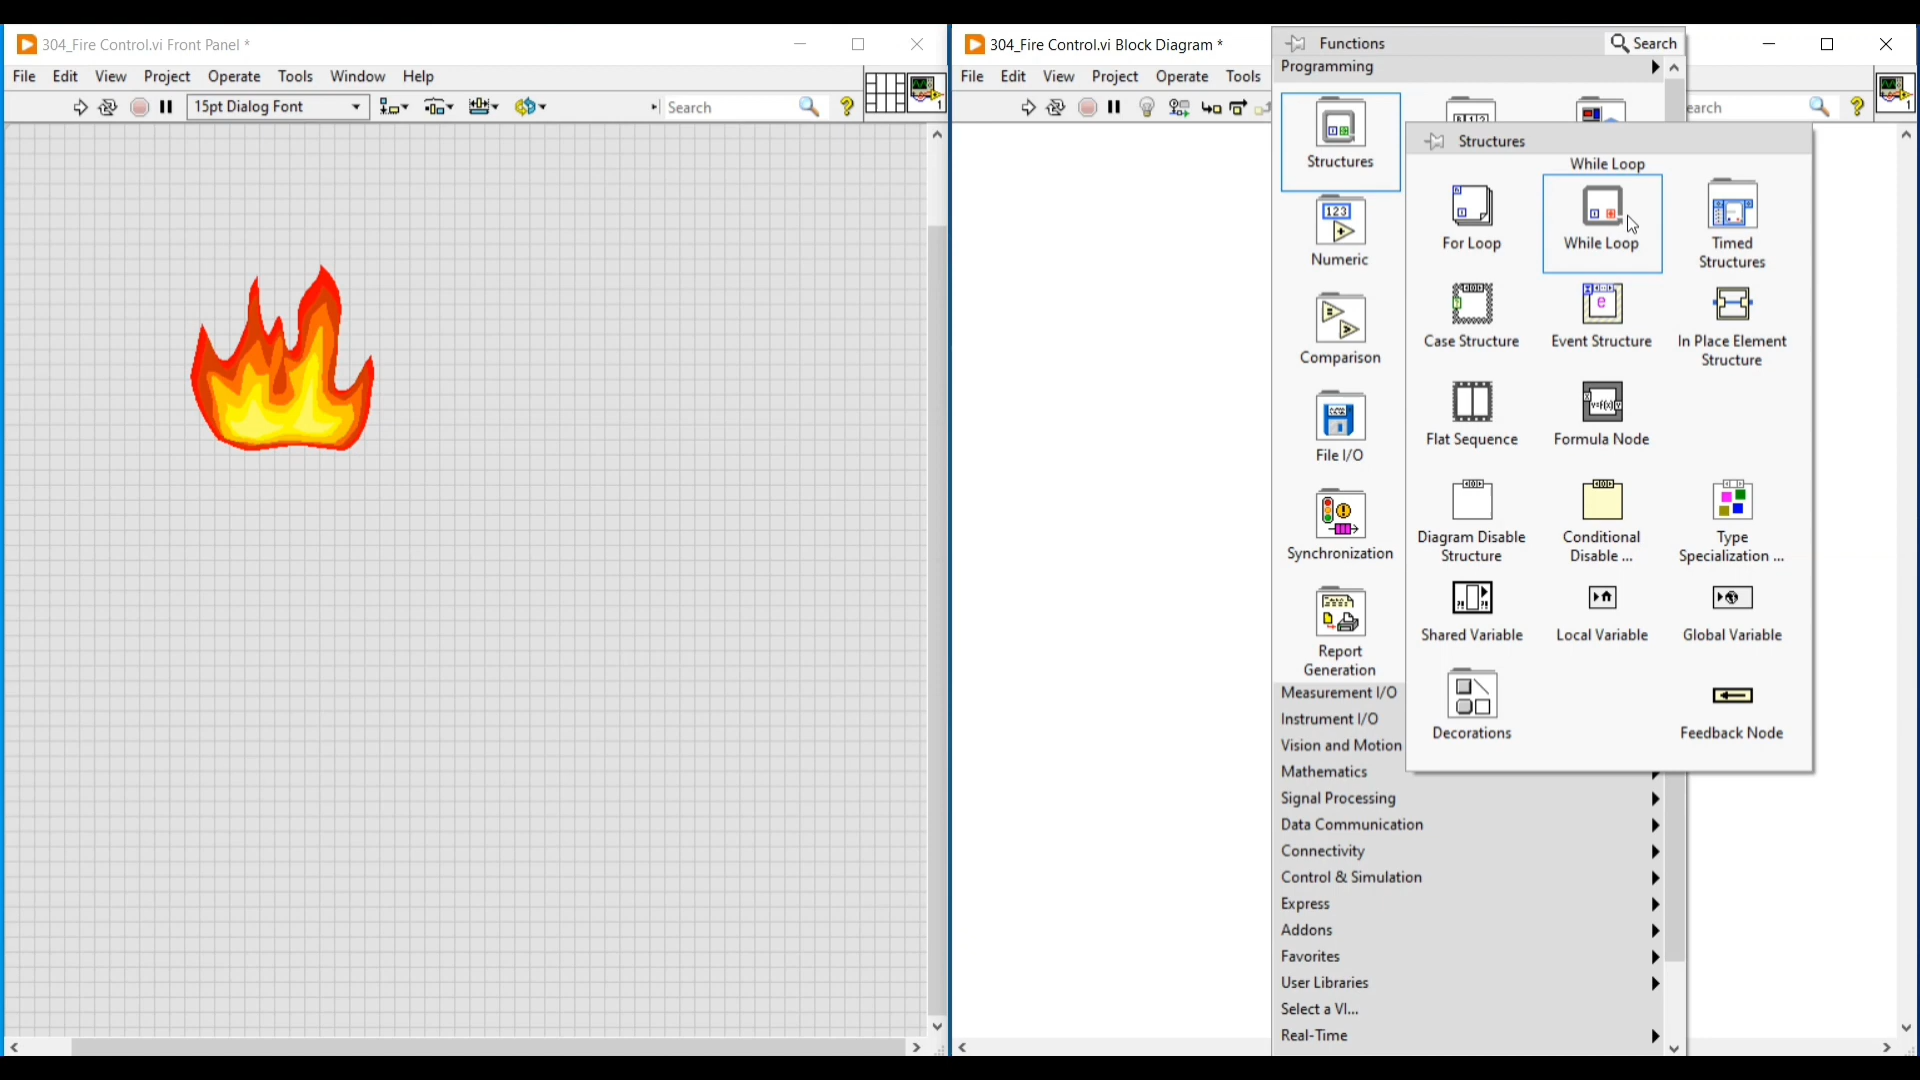 304_Fire Control.vi Front Panel *
File Edit View Project Operate Tools Window Help
15pt Dialog Font
Search
304_Fire Control.vi Block Diagram *
File Edit View Project Operate Tools
earch
Functions
Search
Programming
Structures
Numeric
Comparison
File I/O
Synchronization
Report
Generation
Measurement I/O
Instrument I/O
Vision and Motion
Mathematics
Signal Processing
Data Communication
Connectivity
Control & Simulation
Express
Addons
Favorites
User Libraries
Select a VI...
Real-Time
Structures
While Loop
For Loop
While Loop
Timed
Structures
Case Structure
Event Structure
In Place Element
Structure
Flat Sequence
Formula Node
Diagram Disable
Structure
Conditional
Disable ...
Type
Specialization ...
Shared Variable
Local Variable
Global Variable
Decorations
Feedback Node